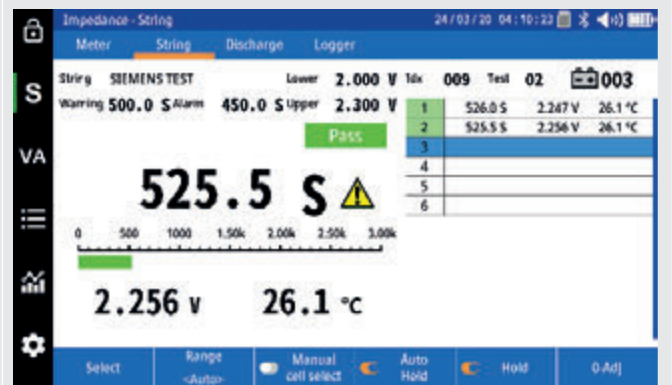 Impedance - String 24/03/20 04:10:23
Meter String Discharge Logger
String SIEMENS TEST Lower 2.000 V Idx 009 Test 02 003
Warning 500.0 S Alarm 450.0 S Upper 2.300 V
Pass
1 526.0 S 2.247 V 26.1 °C
2 525.5 S 2.256 V 26.1 °C
3
4
5
6
525.5 S
0 500 1000 1.50k 2.00k 2.50k 3.00k
2.256 V 26.1 °C
S
VA
Select
Range
<Auto>
Manual
cell select
Auto
Hold
Hold
0-Adj